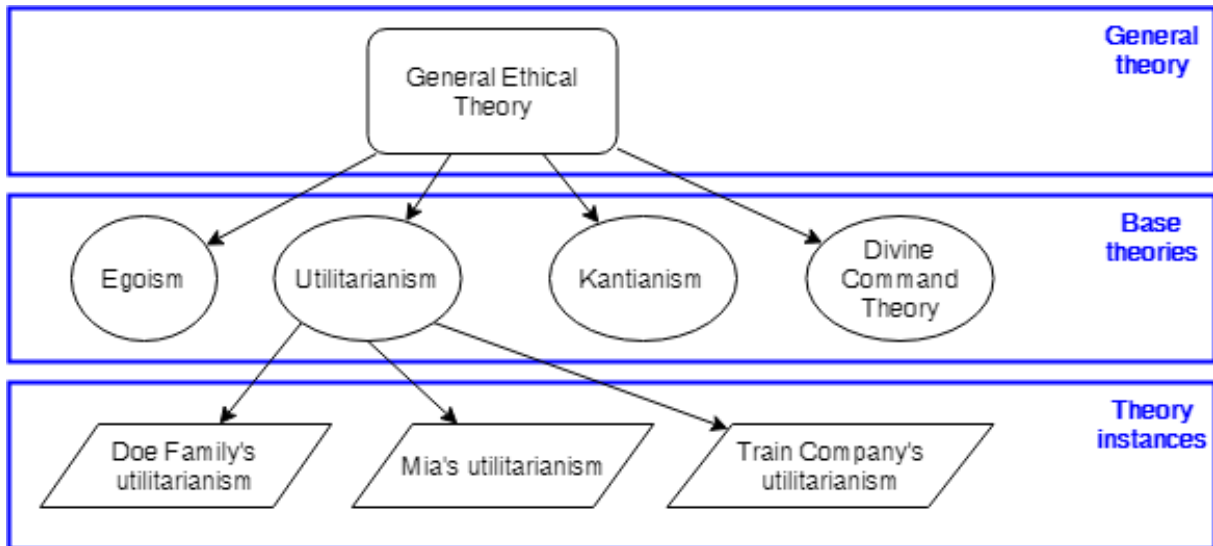 General
theory
General Ethical
Theory
Base
theories
Egoism
Utilitarianism
Kantianism
Divine
Command
Theory
Theory
instances
Doe Family's
utilitarianism
Mia's utilitarianism
Train Company's
utilitarianism